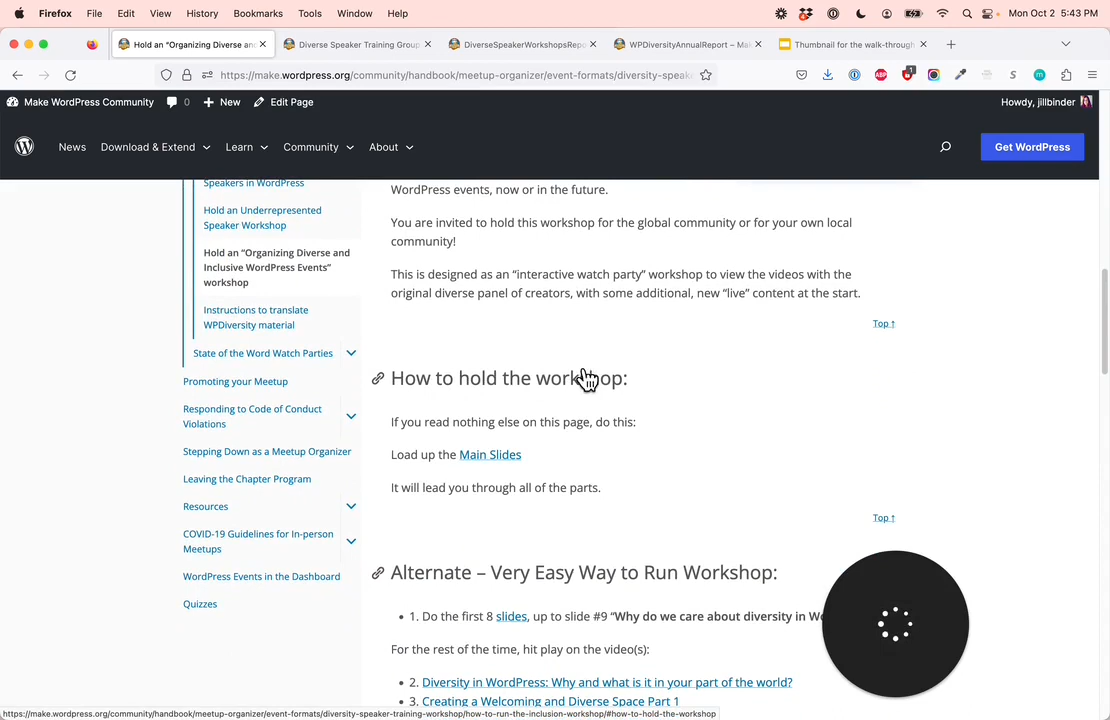 Firefox File Edit View History Bookmarks Tools Window Help Mon Oct 2 5:43 PM
Hold an “Organizing Diverse an Diverse Speaker Training Group DiverseSpeakerWorkshopsRepo WPDiversityAnnualReport – Mak Thumbnail for the walk-through
https://make.wordpress.org/community/handbook/meetup-organizer/event-formats/diversity-speake
ABP 1 S m
Make WordPress Community 0 New Edit Page Howdy, jillbinder
News Download & Extend Learn Community About Get WordPress
Speakers in WordPress
Hold an Underrepresented
Speaker Workshop
Hold an “Organizing Diverse and
Inclusive WordPress Events”
workshop
Instructions to translate
WPDiversity material
State of the Word Watch Parties
Promoting your Meetup
Responding to Code of Conduct
Violations
Stepping Down as a Meetup Organizer
Leaving the Chapter Program
Resources
COVID-19 Guidelines for In-person
Meetups
WordPress Events in the Dashboard
Quizzes
WordPress events, now or in the future.
You are invited to hold this workshop for the global community or for your own local
community!
This is designed as an “interactive watch party” workshop to view the videos with the
original diverse panel of creators, with some additional, new “live” content at the start.
Top ↑
How to hold the workshop:
If you read nothing else on this page, do this:
Load up the Main Slides
It will lead you through all of the parts.
Top ↑
Alternate – Very Easy Way to Run Workshop:
• 1. Do the first 8 slides, up to slide #9 “Why do we care about diversity in Wo
For the rest of the time, hit play on the video(s):
• 2. Diversity in WordPress: Why and what is it in your part of the world?
• 3. Creating a Welcoming and Diverse Space Part 1
https://make.wordpress.org/community/handbook/meetup-organizer/event-formats/diversity-speaker-training-workshop/how-to-run-the-inclusion-workshop/#how-to-hold-the-workshop